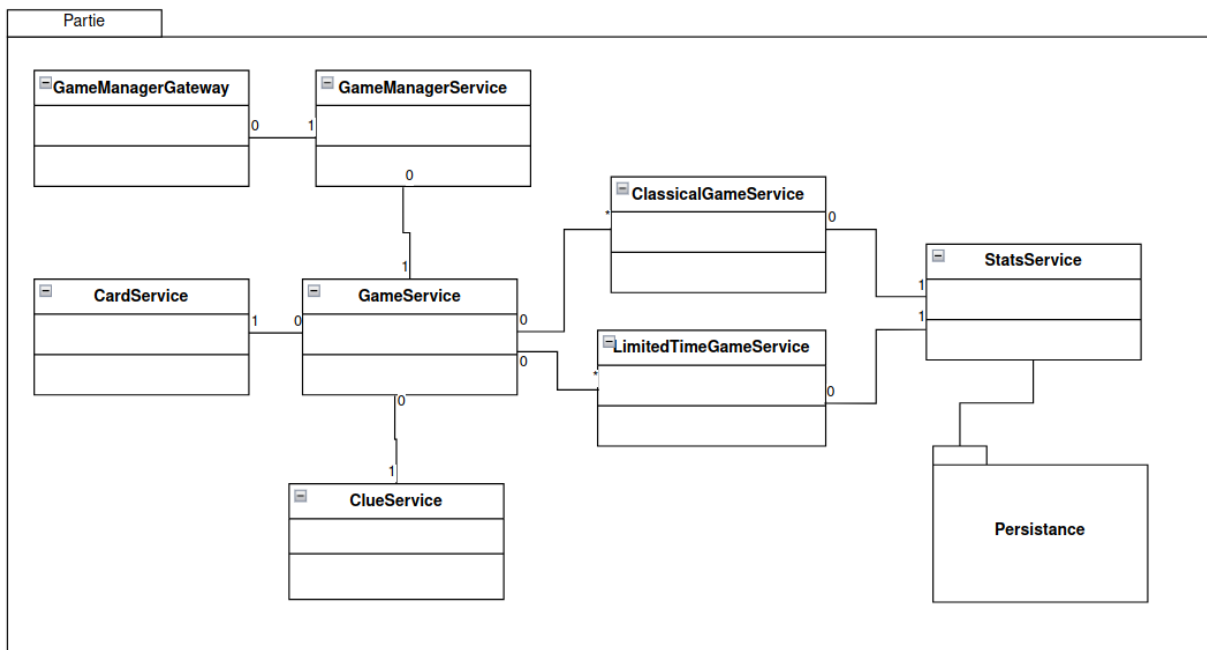 Partie
GameManagerGateway
GameManagerService
0
1
0
ClassicalGameService
*
0
StatsService
1
CardService
GameService
1
1
0
0
1
0
LimitedTimeGameService
*
0
0
1
ClueService
Persistance